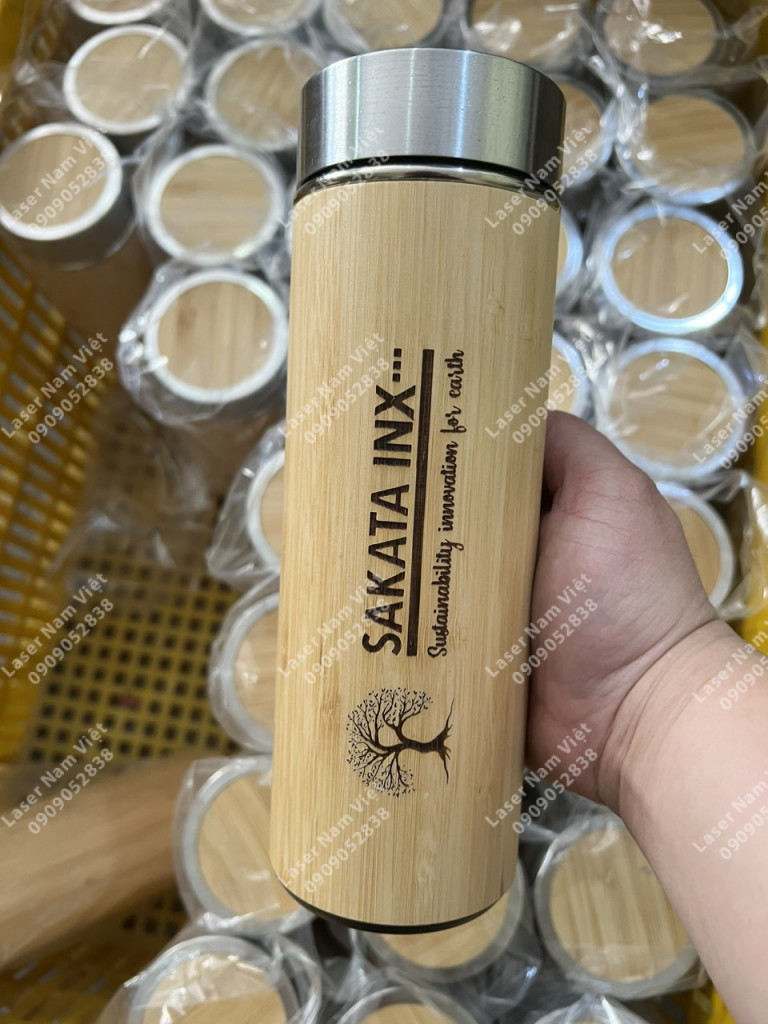 SAKATA INX...
Sustainability innovation for earth
Laser Nam Việt
0909052838